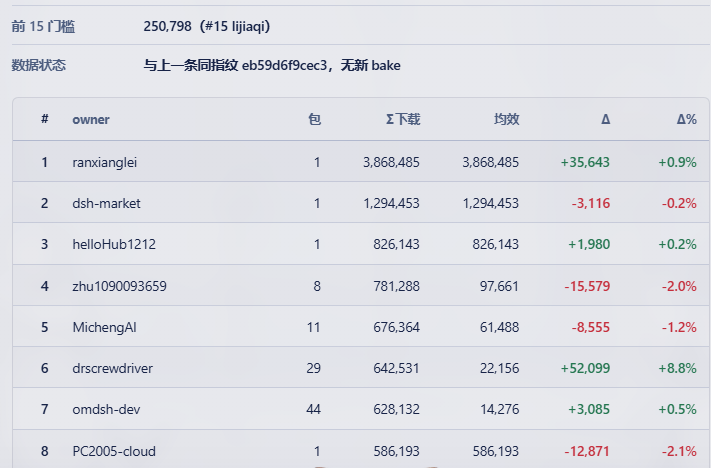 前 15 门槛 250,798（#15 lijiaqi）
数据状态 与上一条同指纹 eb59d6f9cec3，无新 bake
# owner 包 Σ下载 均效 Δ Δ%
1 ranxianglei 1 3,868,485 3,868,485 +35,643 +0.9%
2 dsh-market 1 1,294,453 1,294,453 -3,116 -0.2%
3 helloHub1212 1 826,143 826,143 +1,980 +0.2%
4 zhu1090093659 8 781,288 97,661 -15,579 -2.0%
5 MichengAI 11 676,364 61,488 -8,555 -1.2%
6 drscrewdriver 29 642,531 22,156 +52,099 +8.8%
7 omdsh-dev 44 628,132 14,276 +3,085 +0.5%
8 PC2005-cloud 1 586,193 586,193 -12,871 -2.1%